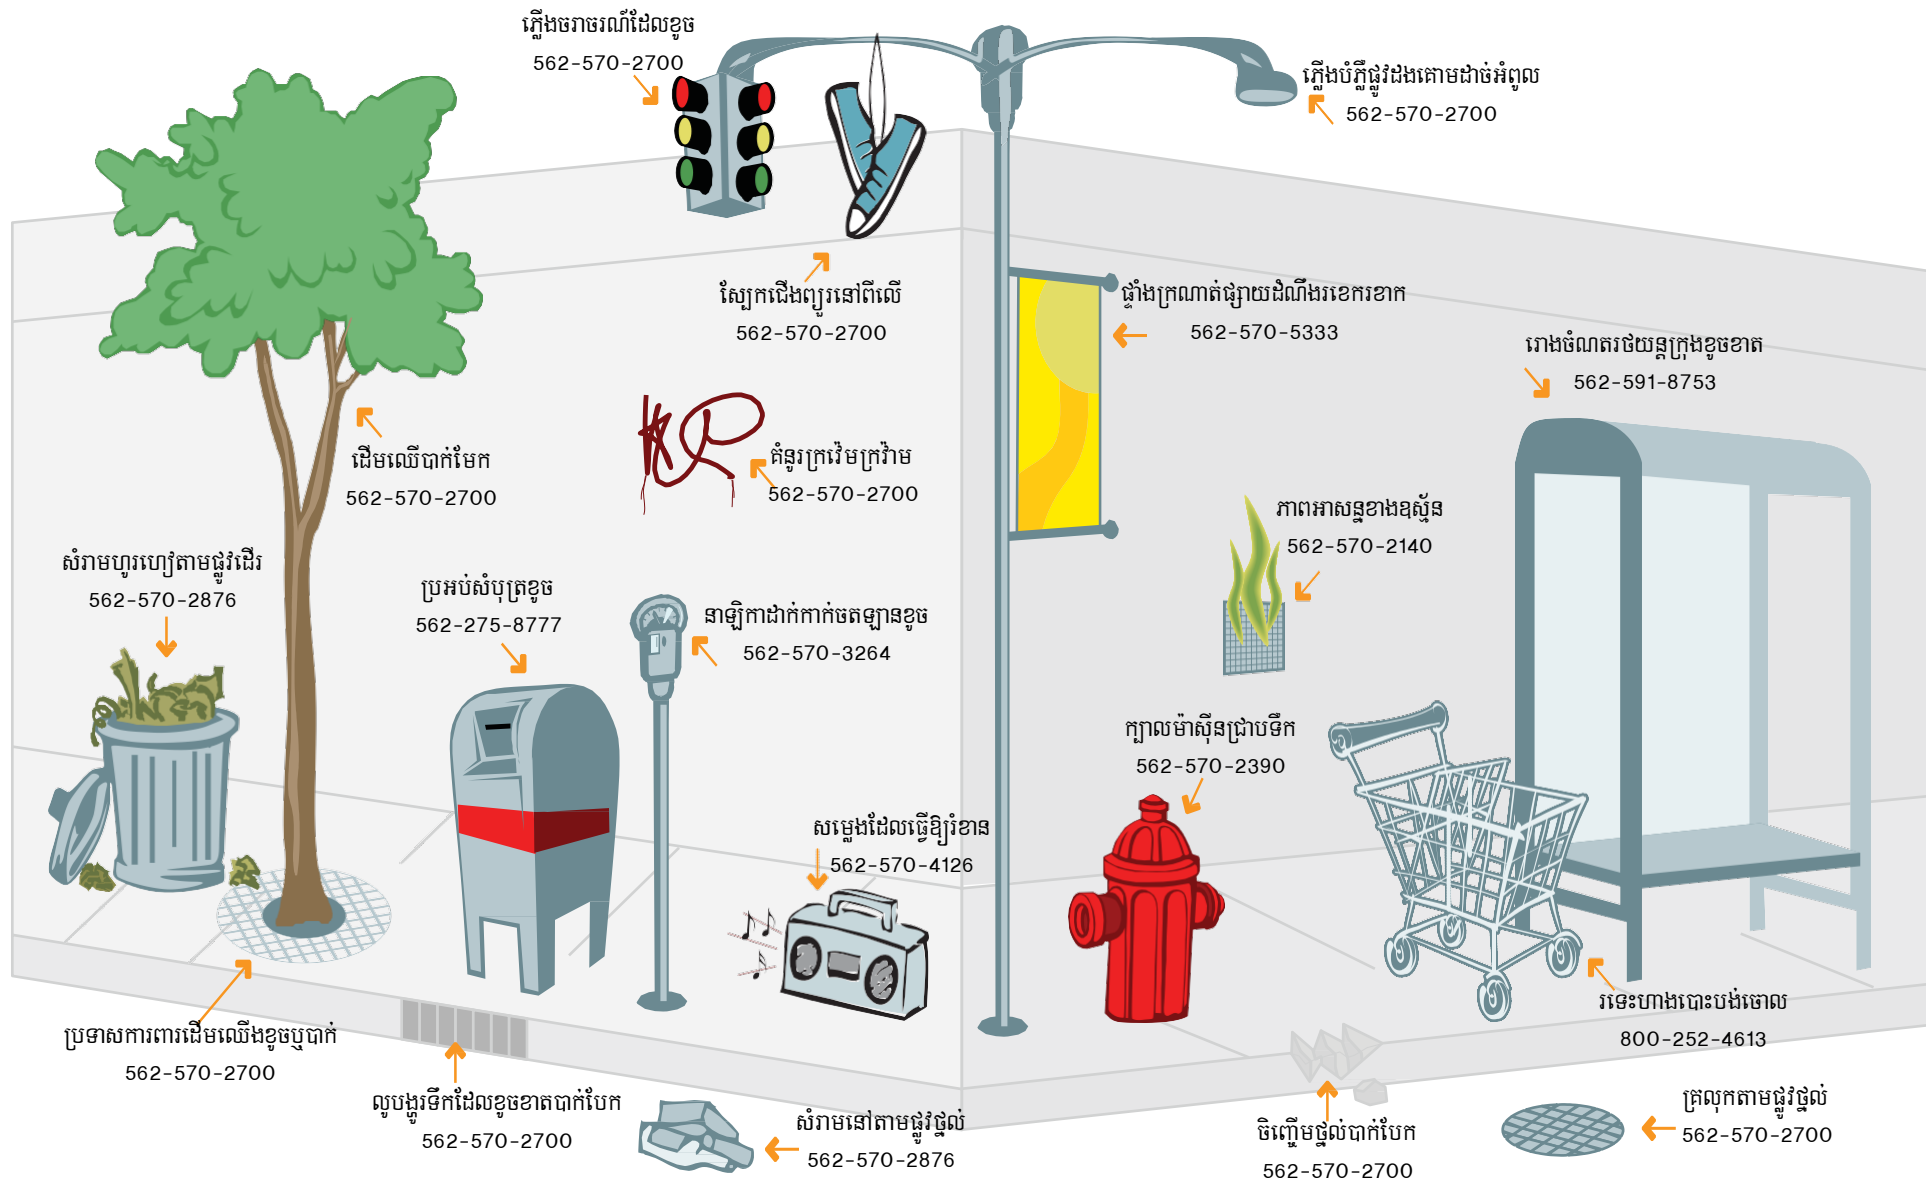 ភ្លើងចរាចរណ៍ដែលខូច
562-570-2700
ភ្លើងបំភ្លឺផ្លូវដងគោមដាច់អំពូល
562-570-2700
ស្បែកជើងព្យួរនៅពីលើ
562-570-2700
ផ្ទាំងក្រណាត់ផ្សាយដំណឹងរខេករខាក
562-570-5333
រោងចំណតរថយន្តក្រុងខូចខាត
562-591-8753
ដើមឈើបាក់មែក
562-570-2700
គំនូរក្រវ៉េមក្រវ៉ាម
562-570-2700
ភាពអាសន្នខាងឧស្ម័ន
562-570-2140
សំរាមហូរហៀតាមផ្លូវដើរ
562-570-2876
ប្រអប់សំបុត្រខូច
562-275-8777
នាឡិកាដាក់កាក់ចតឡានខូច
562-570-3264
ក្បាលម៉ាស៊ីនជ្រាបទឹក
562-570-2390
សម្លេងដែលធ្វើឱ្យរំខាន
562-570-4126
រទេះហាងបោះបង់ចោល
800-252-4613
ប្រទាសការពារដើមឈើងខូចឬបាក់
562-570-2700
លូបង្ហូរទឹកដែលខូចខាតបាក់បែក
562-570-2700
សំរាមនៅតាមផ្លូវថ្នល់
562-570-2876
ចិញ្ចើមថ្នល់បាក់បែក
562-570-2700
គ្រលុកតាមផ្លូវថ្នល់
562-570-2700